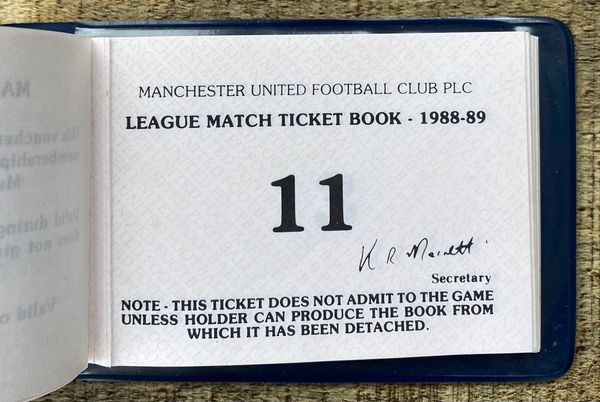 MANCHESTER UNITED FOOTBALL CLUB PLC
LEAGUE MATCH TICKET BOOK - 1988-89
11
K R Merrett
Secretary
NOTE - THIS TICKET DOES NOT ADMIT TO THE GAME
UNLESS HOLDER CAN PRODUCE THE BOOK FROM
WHICH IT HAS BEEN DETACHED.